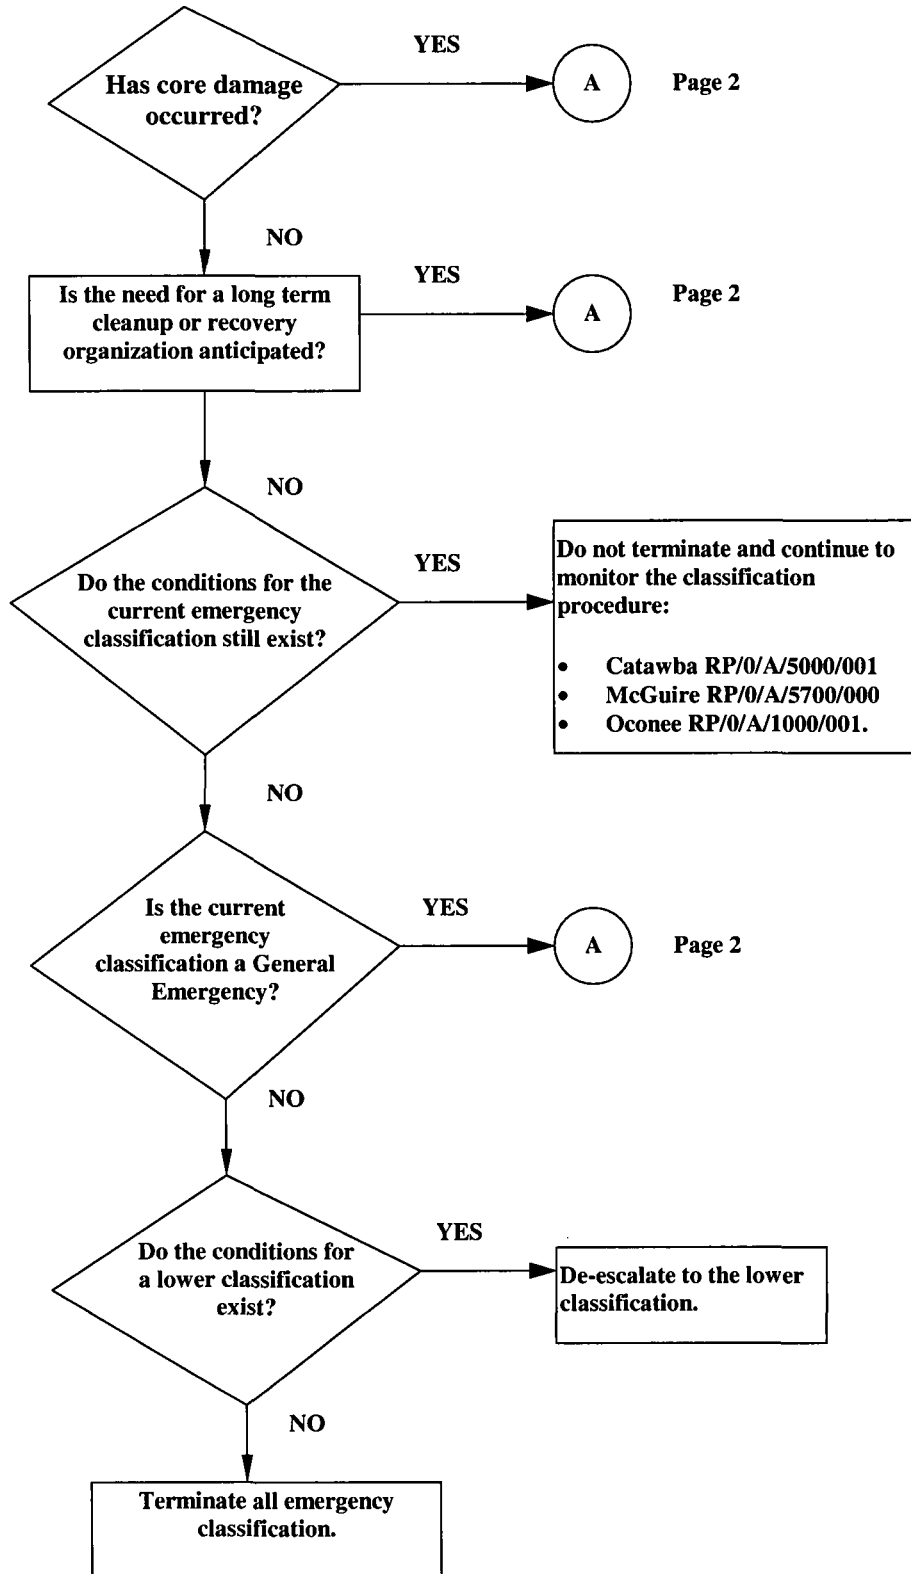 YES
Has core damage
occurred?
A
Page 2
NO
YES
Is the need for a long term
cleanup or recovery
organization anticipated?
A
Page 2
NO
Do the conditions for the
current emergency
classification still exist?
YES
Do not terminate and continue to
monitor the classification
procedure:
• Catawba RP/0/A/5000/001
• McGuire RP/0/A/5700/000
• Oconee RP/0/A/1000/001.
NO
Is the current
emergency
classification a General
Emergency?
YES
A
Page 2
NO
Do the conditions for
a lower classification
exist?
YES
De-escalate to the lower
classification.
NO
Terminate all emergency
classification.